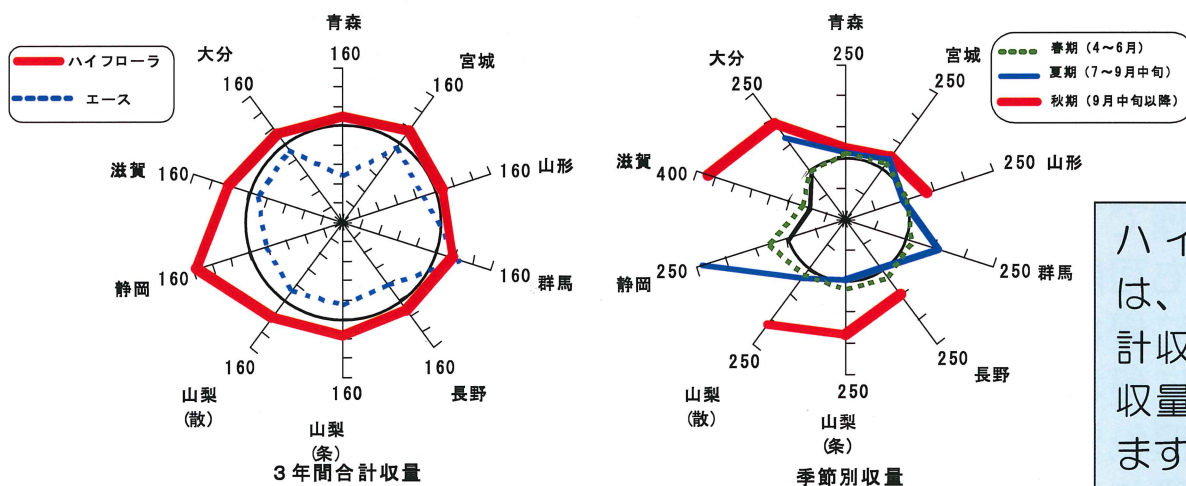 ハイフローラ
エース
青森
160
宮城
160
160 山形
160
群馬
160
長野
160
山梨
(条)
160
山梨
(散)
160
静岡
滋賀 160
大分
160
3年間合計収量
春期(4〜6月)
夏期(7〜9月中旬)
秋期(9月中旬以降)
青森
250
宮城
250
250 山形
250
群馬
250
長野
250
山梨
(条)
250
山梨
(散)
250
静岡
滋賀 400
大分
250
季節別収量
ハイ
は、
計収
収量
ます